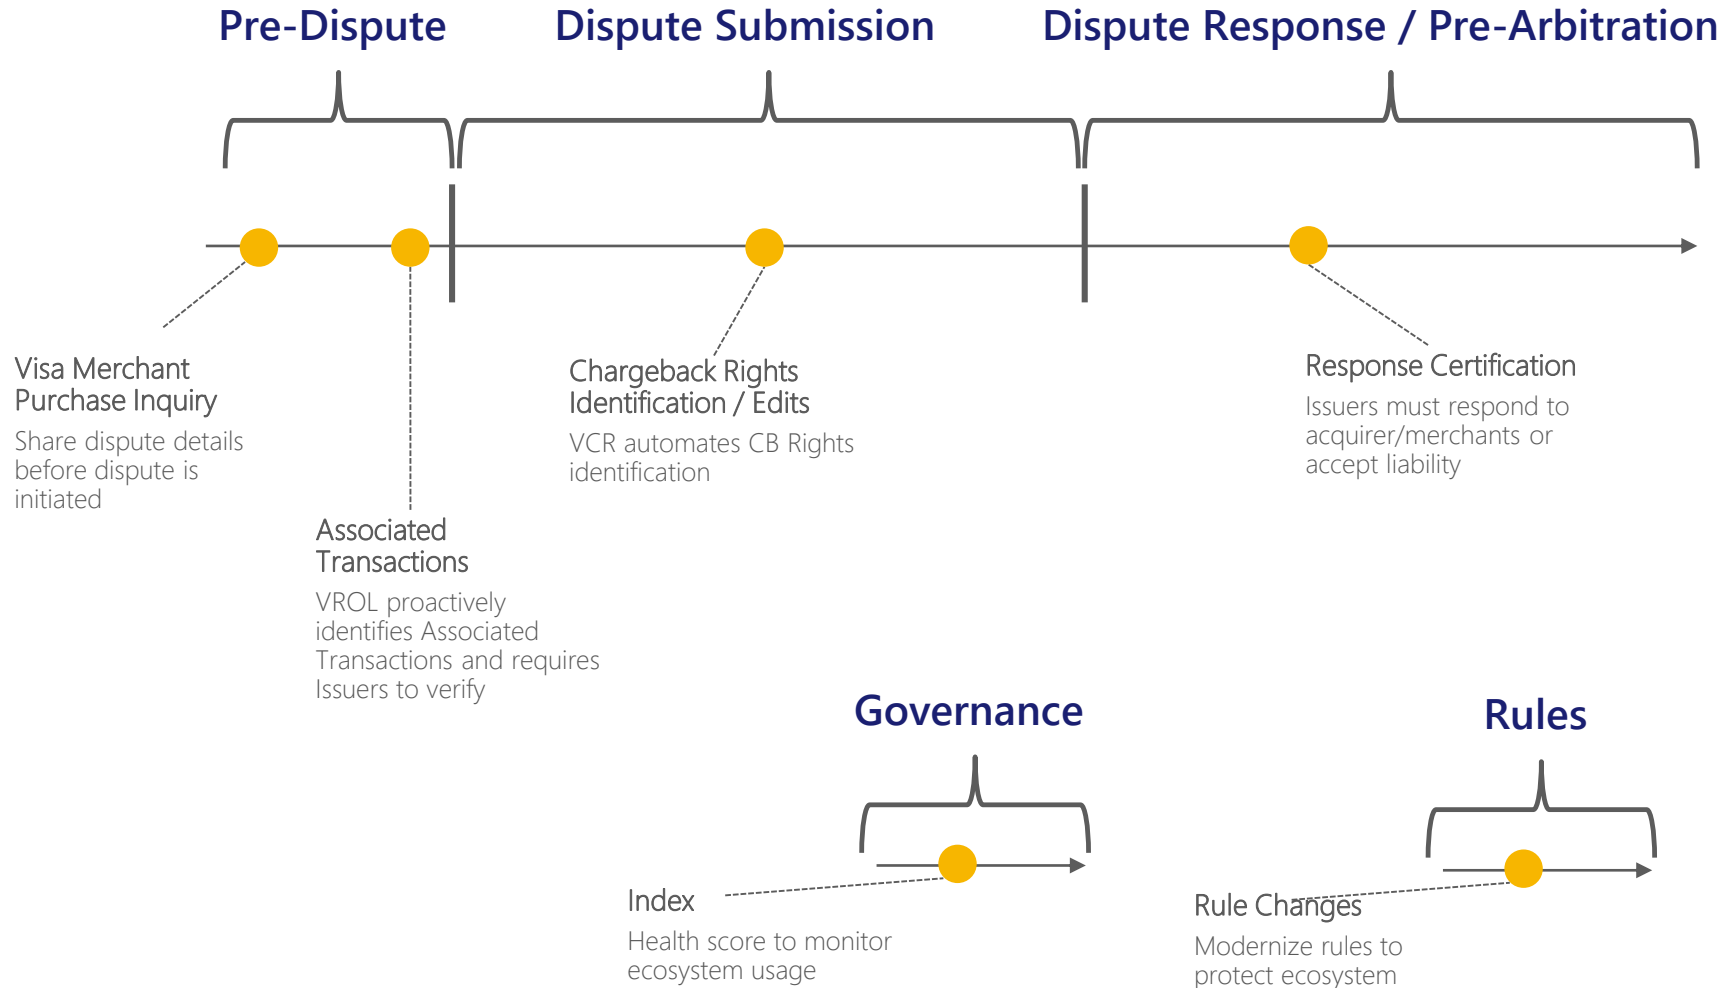 Pre-Dispute
Dispute Submission
Dispute Response / Pre-Arbitration
Visa Merchant
Purchase Inquiry
Share dispute details
before dispute is
initiated
Associated
Transactions
VROL proactively
identifies Associated
Transactions and requires
Issuers to verify
Chargeback Rights
Identification / Edits
VCR automates CB Rights
identification
Response Certification
Issuers must respond to
acquirer/merchants or
accept liability
Governance
Index
Health score to monitor
ecosystem usage
Rules
Rule Changes
Modernize rules to
protect ecosystem